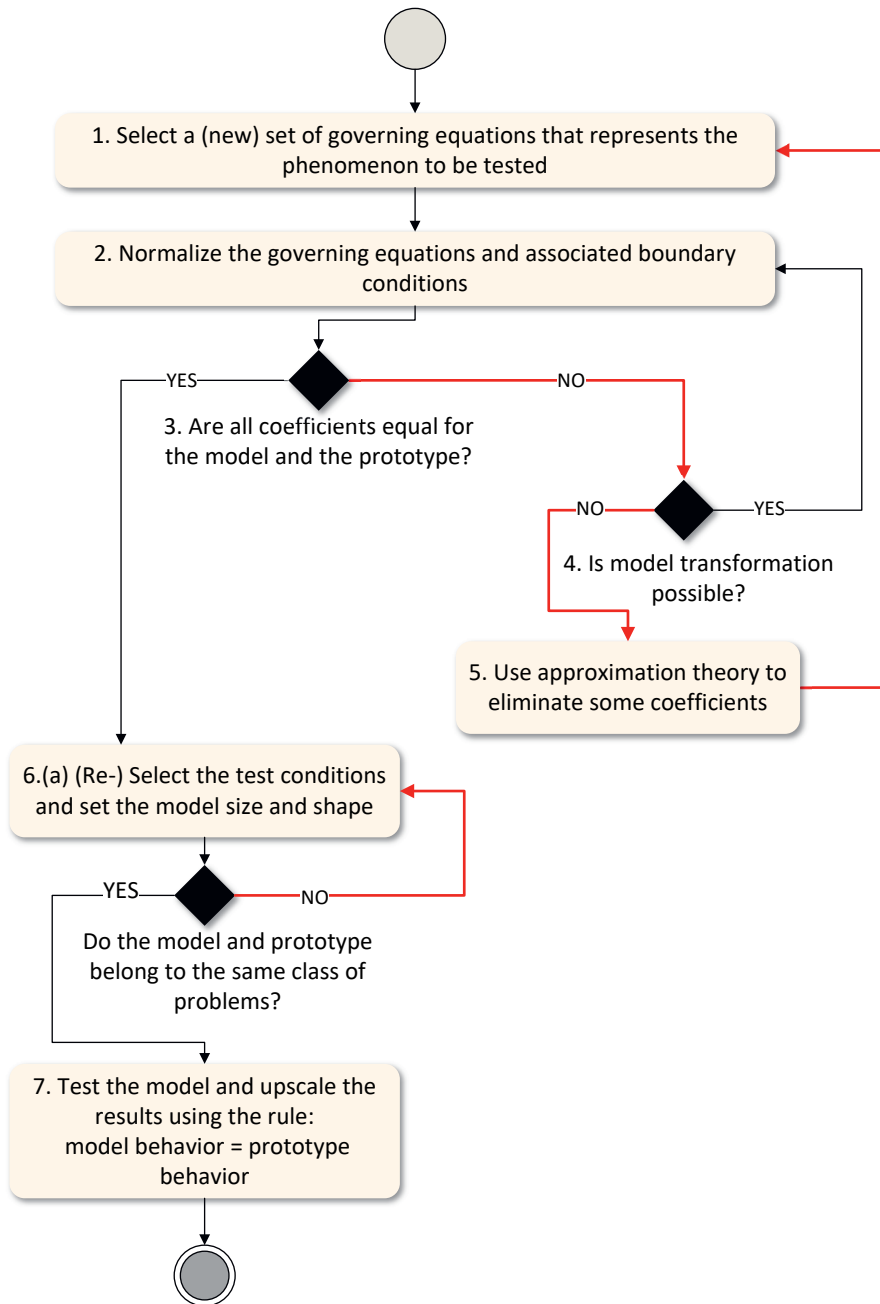 1. Select a (new) set of governing equations that represents the
phenomenon to be tested
2. Normalize the governing equations and associated boundary
conditions
YES
NO
3. Are all coefficients equal for
the model and the prototype?
NO
YES
4. Is model transformation
possible?
5. Use approximation theory to
eliminate some coefficients
6.(a) (Re-) Select the test conditions
and set the model size and shape
YES
NO
Do the model and prototype
belong to the same class of
problems?
7. Test the model and upscale the
results using the rule:
model behavior = prototype
behavior